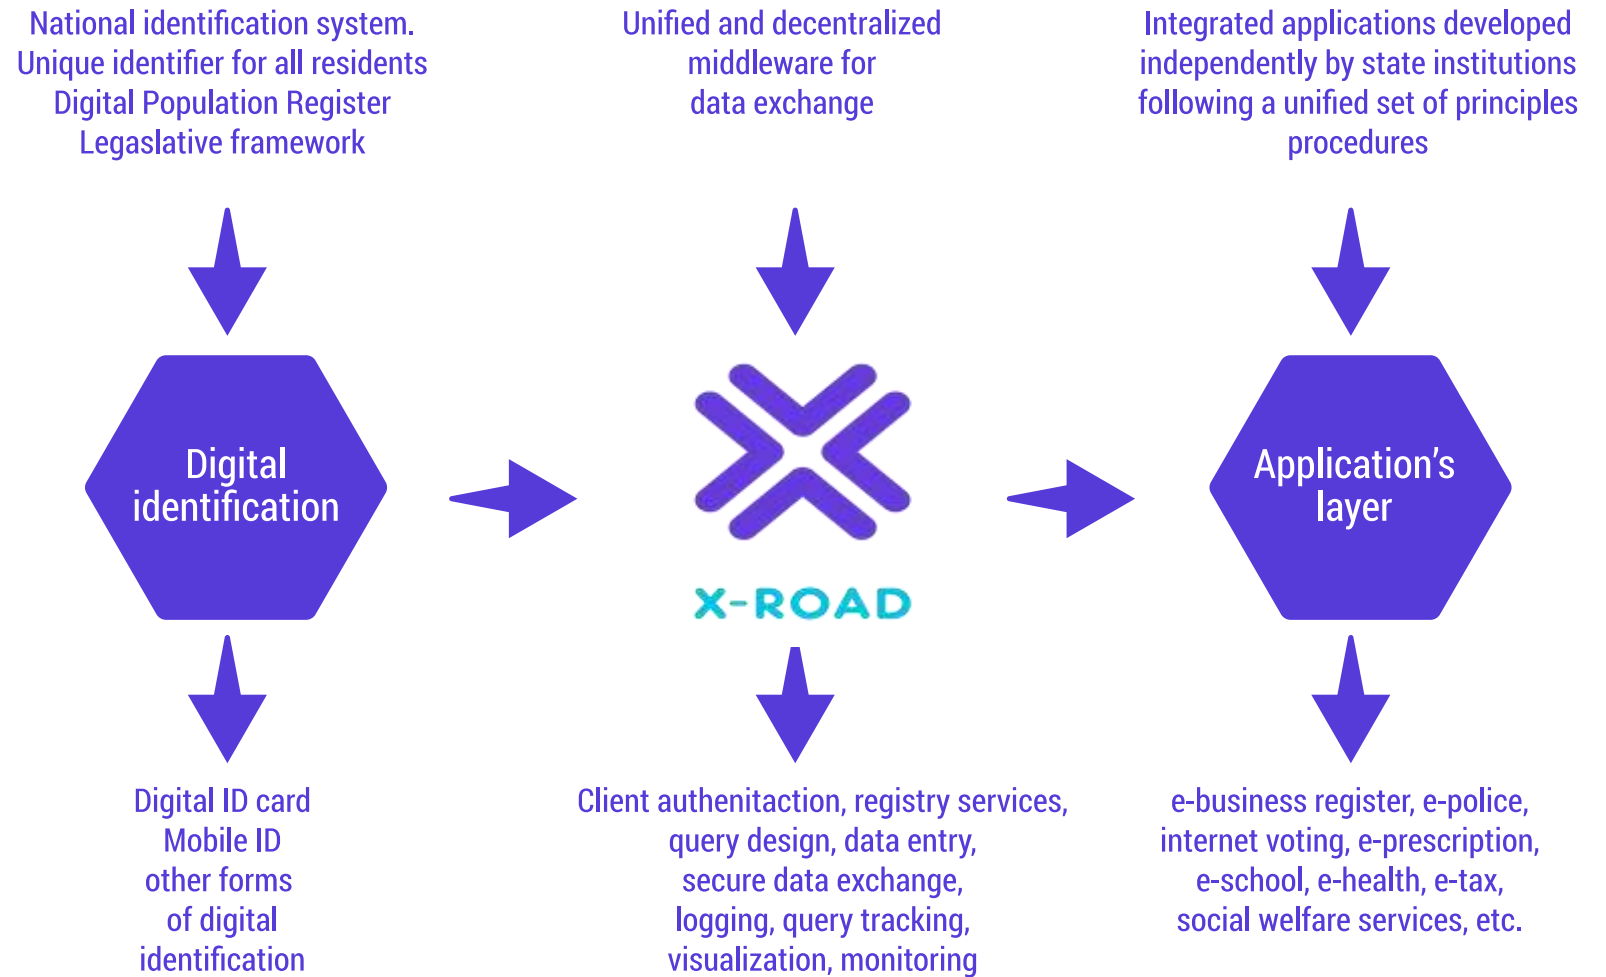 National identification system.
Unique identifier for all residents
Digital Population Register
Legaslative framework
Unified and decentralized
middleware for
data exchange
Integrated applications developed
independently by state institutions
following a unified set of principles
procedures
Digital
identification
X-ROAD
Application's
layer
Digital ID card
Mobile ID
other forms
of digital
identification
Client authenitaction, registry services,
query design, data entry,
secure data exchange,
logging, query tracking,
visualization, monitoring
e-business register, e-police,
internet voting, e-prescription,
e-school, e-health, e-tax,
social welfare services, etc.